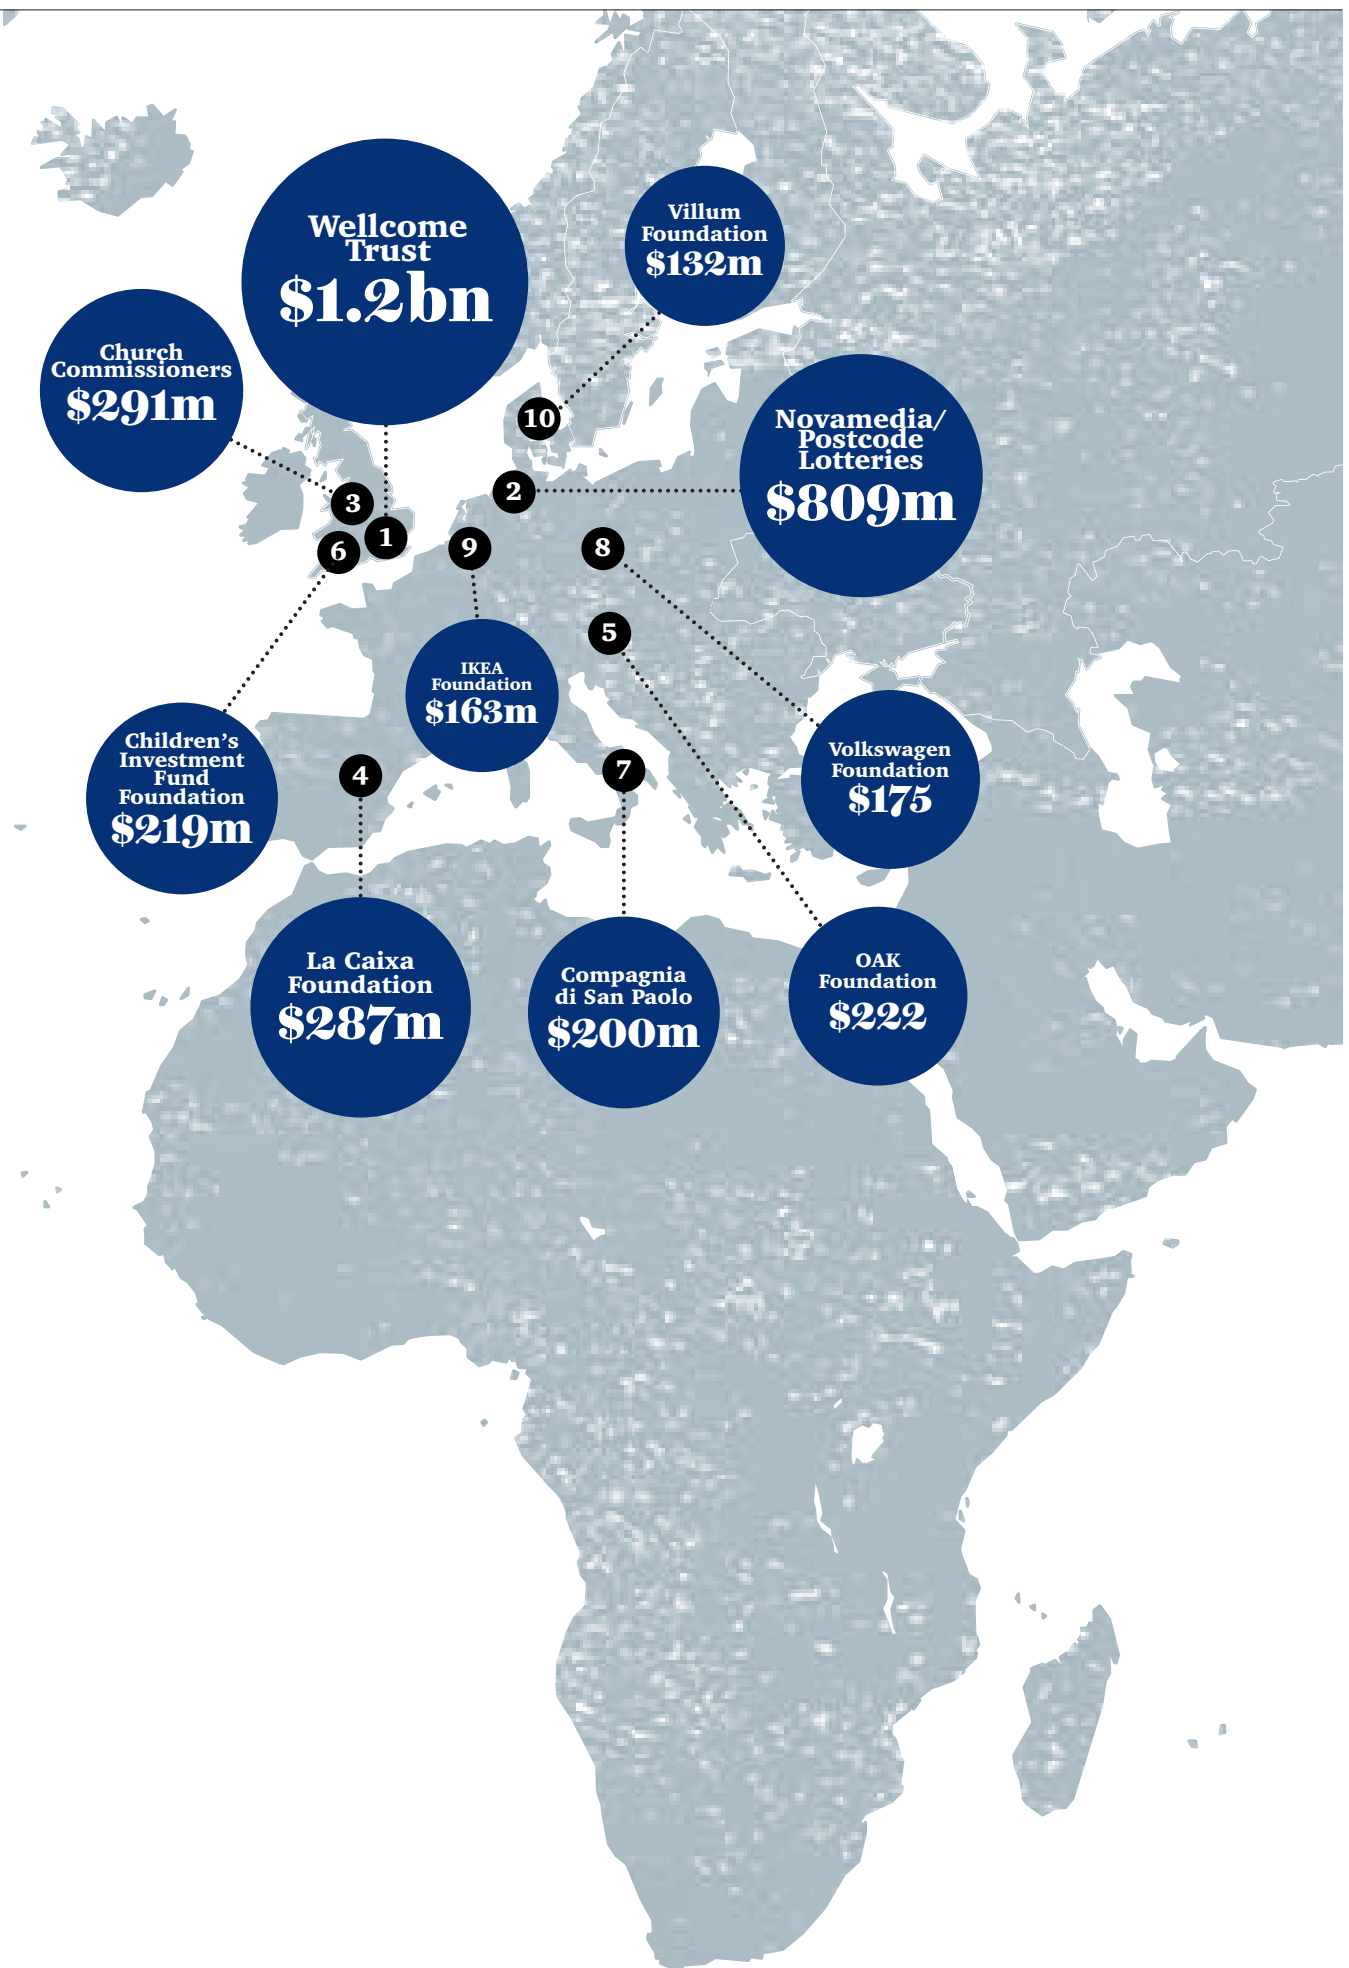 Wellcome
Trust
$1.2bn
Villum
Foundation
$132m
Church
Commissioners
$291m
10
Novamedia/
Postcode
Lotteries
$809m
3
2
1
6
9
8
5
IKEA
Foundation
$163m
Children's
Investment
Fund
Foundation
$219m
4
7
Volkswagen
Foundation
$175
La Caixa
Foundation
$287m
Compagnia
di San Paolo
$200m
OAK
Foundation
$222